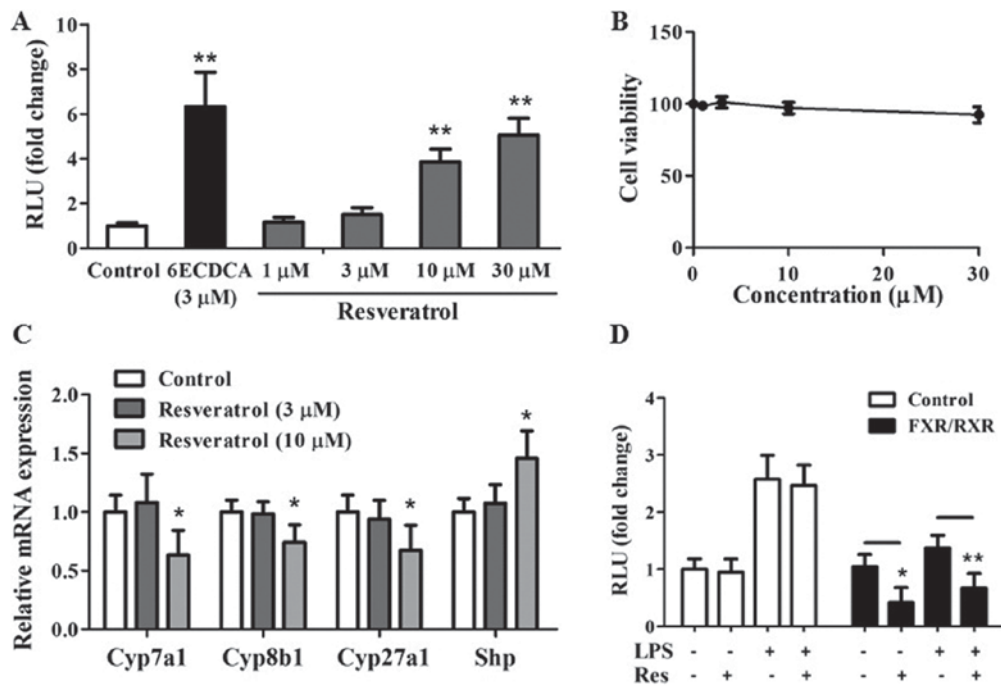 A
RLU (fold change)
10
8
6
4
2
0
**
**
**
Control 6ECDCA 1 μM 3 μM 10 μM 30 μM
(3 μM)
Resveratrol
B
Cell viability
150
100
50
0
0 10 20 30
Concentration (μM)
C
Relative mRNA expression
2.0
1.5
1.0
0.5
0.0
Control
Resveratrol (3 μM)
Resveratrol (10 μM)
*
*
*
*
Cyp7a1 Cyp8b1 Cyp27a1 Shp
D
RLU (fold change)
4
3
2
1
0
Control
FXR/RXR
*
**
LPS - - + + - - + +
Res - + - + - + - +